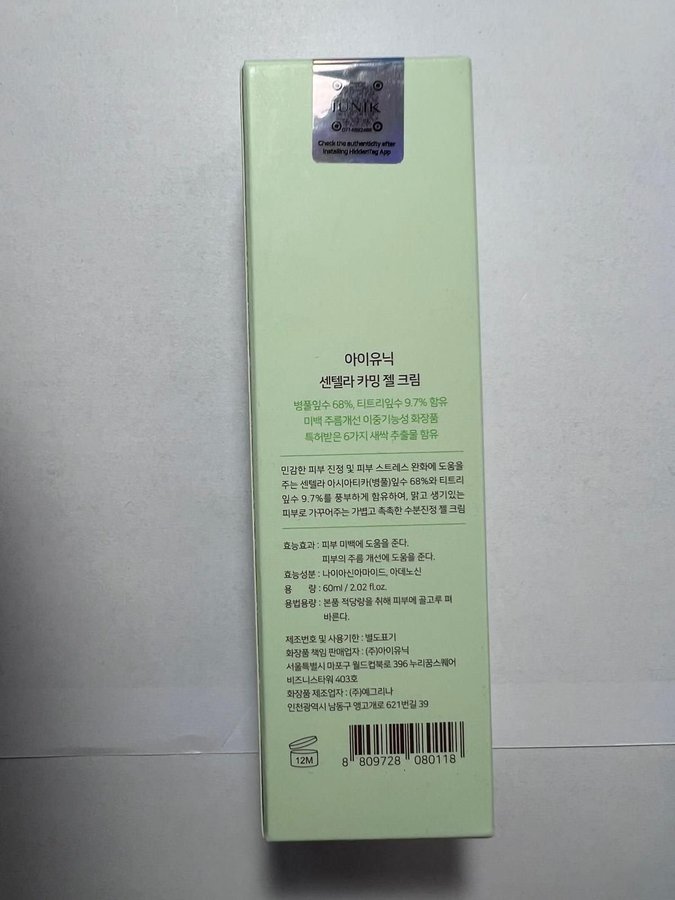 IUNIK
Check the authenticity after
Installing HiddenTag App
아이유닉
센텔라 카밍 젤 크림
병풀잎수 68%, 티트리잎수 9.7% 함유
미백 주름개선 이중기능성 화장품
특허받은 6가지 새싹 추출물 함유
민감한 피부 진정 및 피부 스트레스 완화에 도움을
주는 센텔라 아시아티카(병풀)잎수 68%와 티트리
잎수 9.7%를 풍부하게 함유하여, 맑고 생기있는
피부로 가꾸어주는 가볍고 촉촉한 수분진정 젤 크림
효능효과 : 피부 미백에 도움을 준다.
피부의 주름 개선에 도움을 준다.
효능성분 : 나이아신아마이드, 아데노신
용 량 : 60ml / 2.02 fl.oz.
용법용량 : 본품 적당량을 취해 피부에 골고루 펴
바른다.
제조번호 및 사용기한 : 별도표기
화장품 책임 판매업자 : (주)아이유닉
서울특별시 마포구 월드컵북로 396 누리꿈스퀘어
비즈니스타워 403호
화장품 제조업자 : (주)예그리나
인천광역시 남동구 앵고개로 621번길 39
12M
8 809728 080118